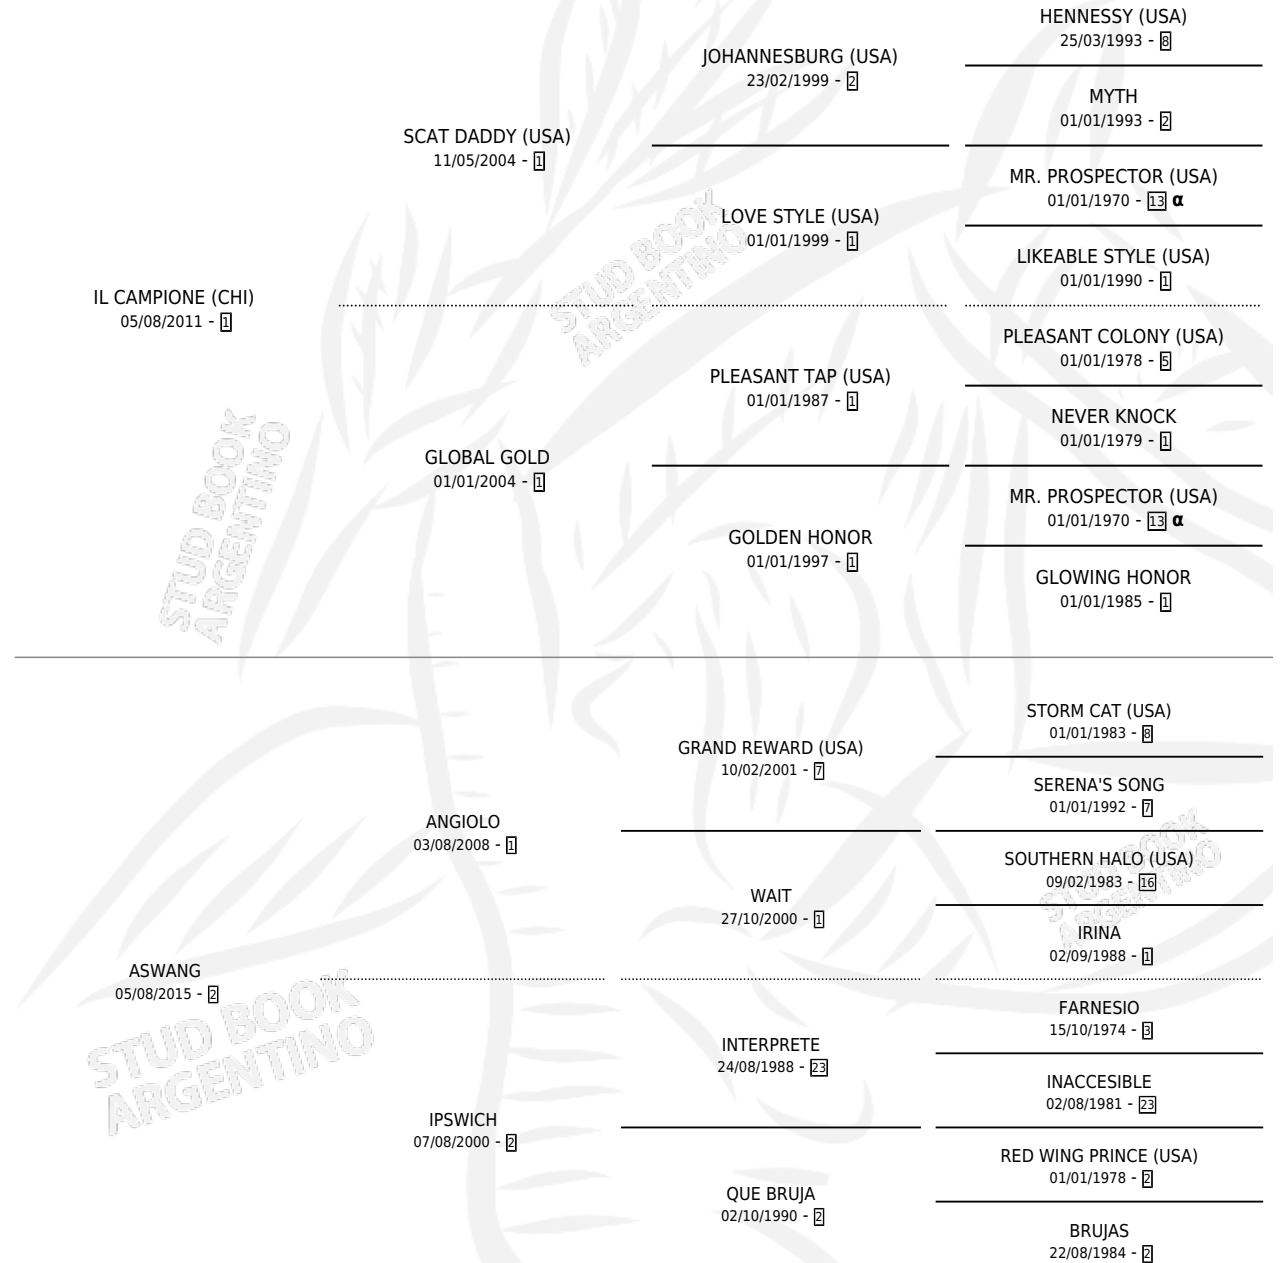 HENNESSY (USA)
25/03/1993 - 8
JOHANNESBURG (USA)
23/02/1999 - 2
MYTH
01/01/1993 - 2
SCAT DADDY (USA)
11/05/2004 - 1
MR. PROSPECTOR (USA)
01/01/1970 - 13 α
LOVE STYLE (USA)
01/01/1999 - 1
LIKEABLE STYLE (USA)
01/01/1990 - 1
STUD BOOK
ARGENTINO
IL CAMPIONE (CHI)
05/08/2011 - 1
PLEASANT COLONY (USA)
01/01/1978 - 5
PLEASANT TAP (USA)
01/01/1987 - 1
NEVER KNOCK
01/01/1979 - 1
GLOBAL GOLD
01/01/2004 - 1
MR. PROSPECTOR (USA)
01/01/1970 - 13 α
GOLDEN HONOR
01/01/1997 - 1
GLOWING HONOR
01/01/1985 - 1
STUD BOOK
ARGENTINO
STORM CAT (USA)
01/01/1983 - 8
GRAND REWARD (USA)
10/02/2001 - 7
SERENA'S SONG
01/01/1992 - 7
ANGIOLO
03/08/2008 - 1
SOUTHERN HALO (USA)
09/02/1983 - 16
WAIT
27/10/2000 - 1
IRINA
02/09/1988 - 1
STUD BOOK
ARGENTINO
ASWANG
05/08/2015 - 2
FARNESIO
15/10/1974 - 3
INTERPRETE
24/08/1988 - 23
INACCESIBLE
02/08/1981 - 23
IPSWICH
07/08/2000 - 2
RED WING PRINCE (USA)
01/01/1978 - 2
QUE BRUJA
02/10/1990 - 2
BRUJAS
22/08/1984 - 2
STUD BOOK
ARGENTINO